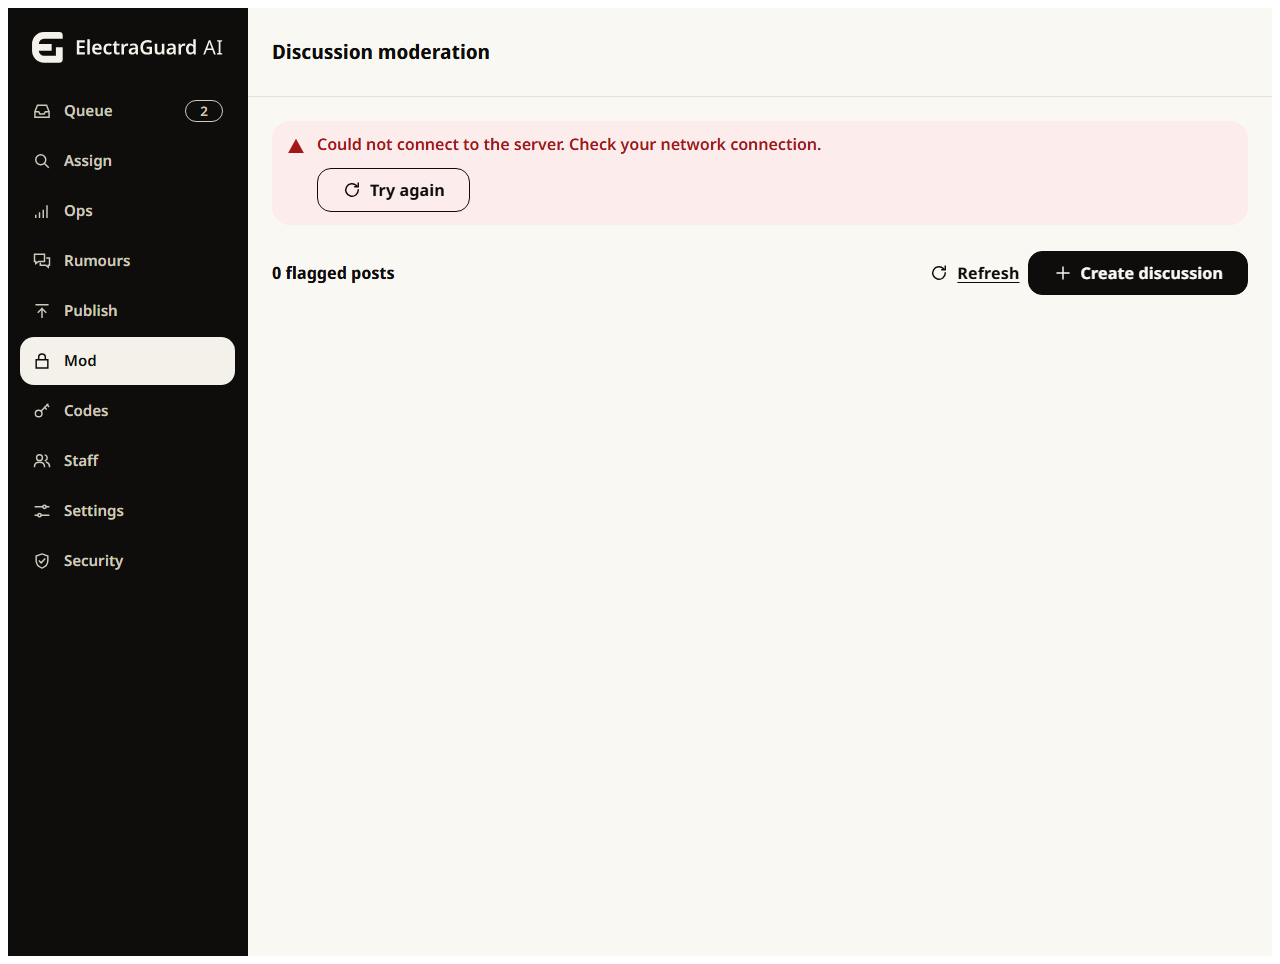 ElectraGuard AI
Queue 2
Assign
Ops
Rumours
Publish
Mod
Codes
Staff
Settings
Security
Discussion moderation
Could not connect to the server. Check your network connection.
Try again
0 flagged posts
Refresh
Create discussion